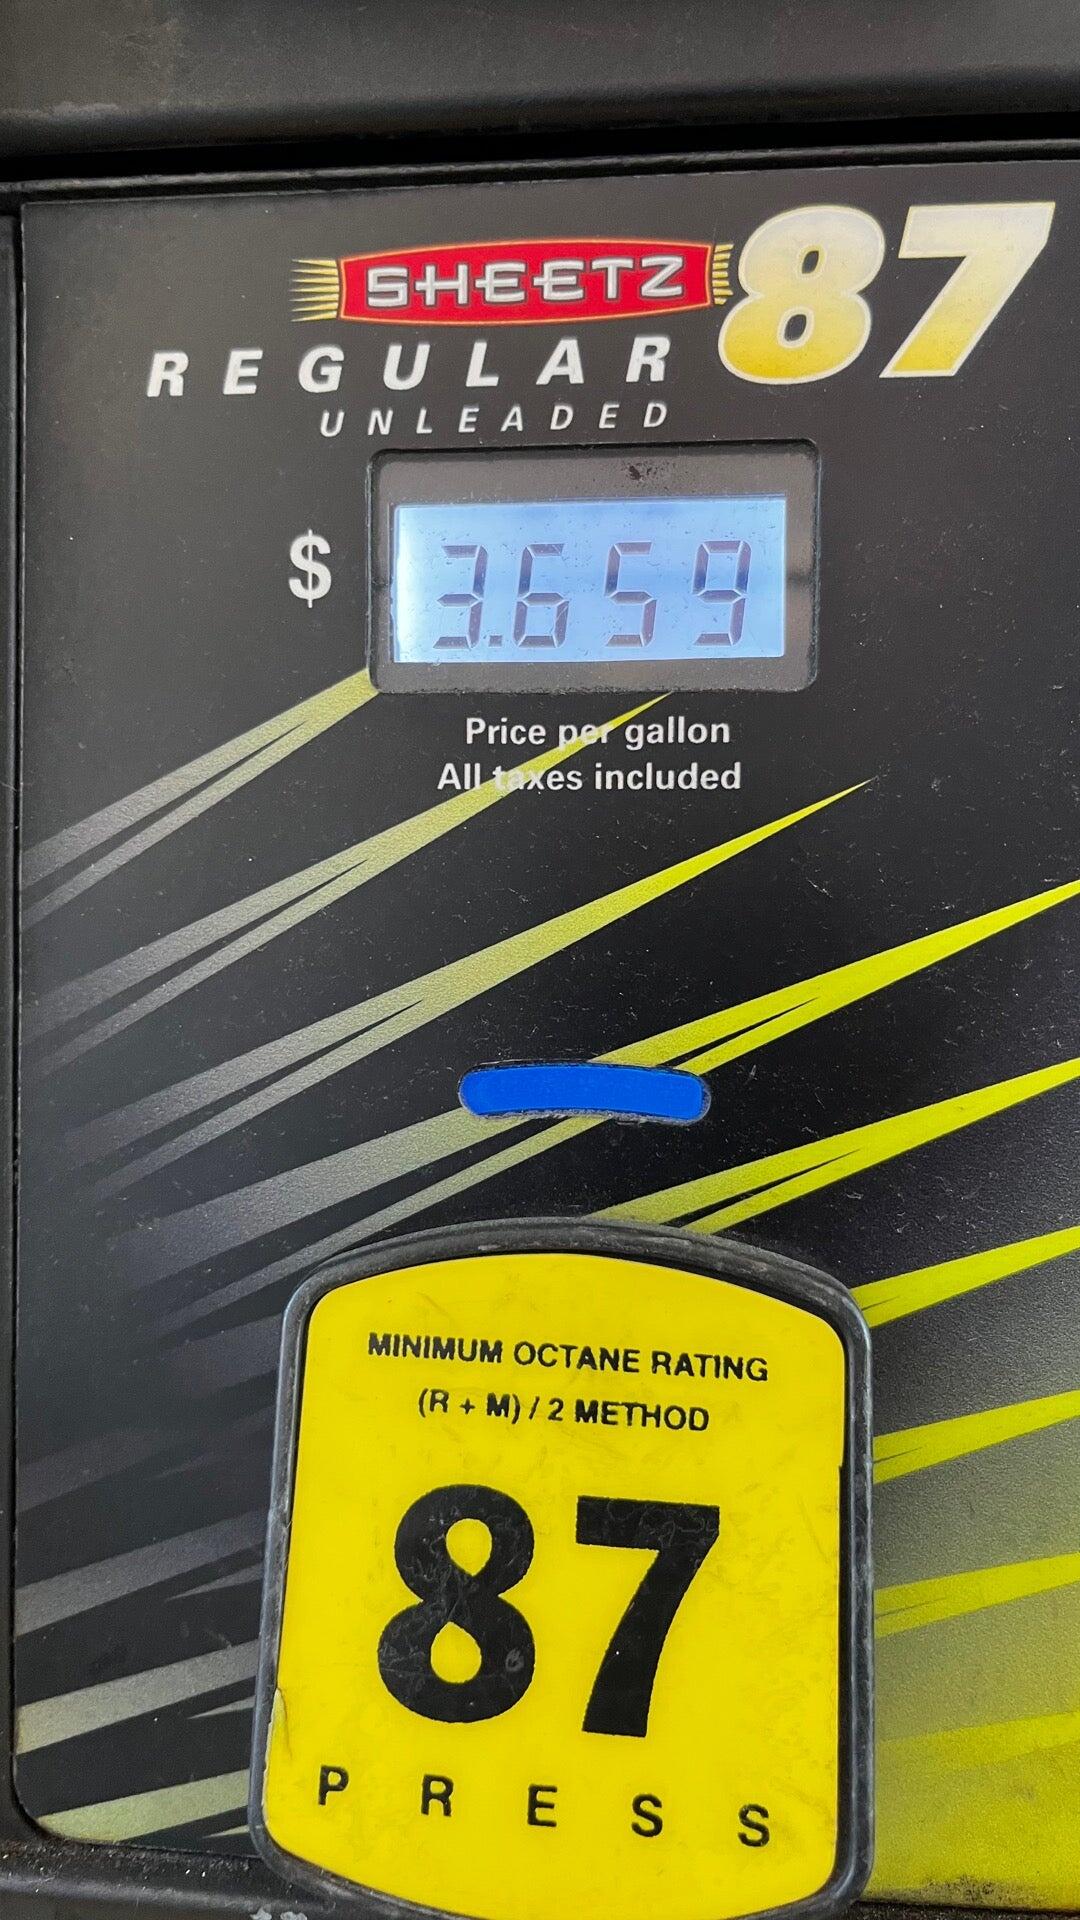 SHEETZ 87
REGULAR
UNLEADED
$ 3.659
Price per gallon
All taxes included
MINIMUM OCTANE RATING
(R + M) / 2 METHOD
87
PRESS